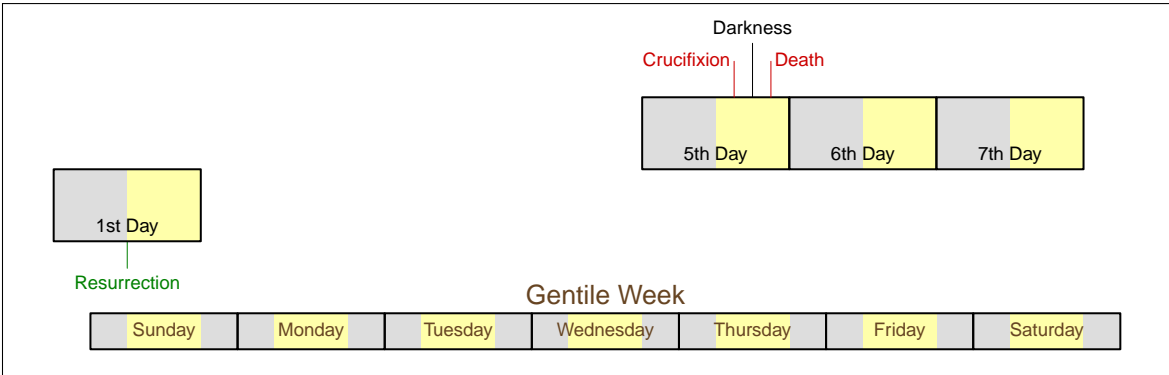 Darkness
Crucifixion Death
5th Day 6th Day 7th Day
1st Day
Resurrection
Gentile Week
Sunday Monday Tuesday Wednesday Thursday Friday Saturday